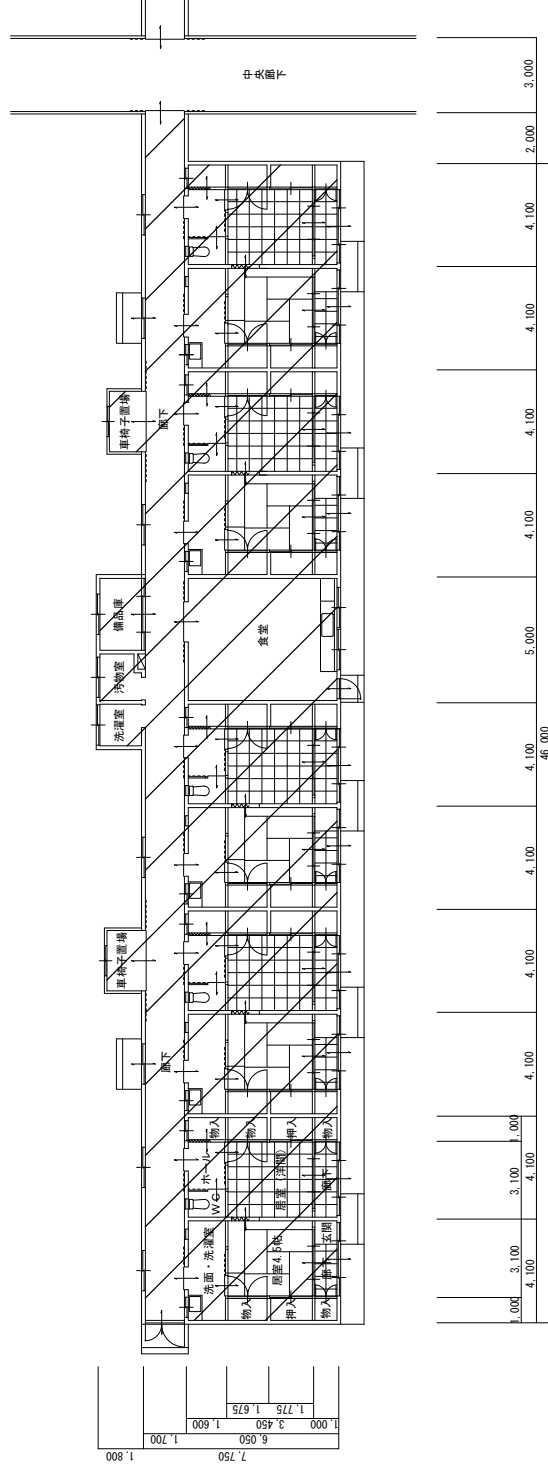 中央廊下
車椅子置場
廊下
備品庫
汚物室
洗濯室
食堂
車椅子置場
廊下
物入
物入
押入
物入
ホール
WC
居室(洋間)
廊下
洗面・洗濯室
居室4.5帖
玄関
廊下
物入
押入
物入
3,000
2,000
4,100
4,100
4,100
4,100
5,000
4,100
4,100
4,100
4,100
1,000
3,100
4,100
3,100
1,000
4,100
46,000
1,675
1,775
1,600
3,450
1,000
1,700
6,050
1,800
7,750